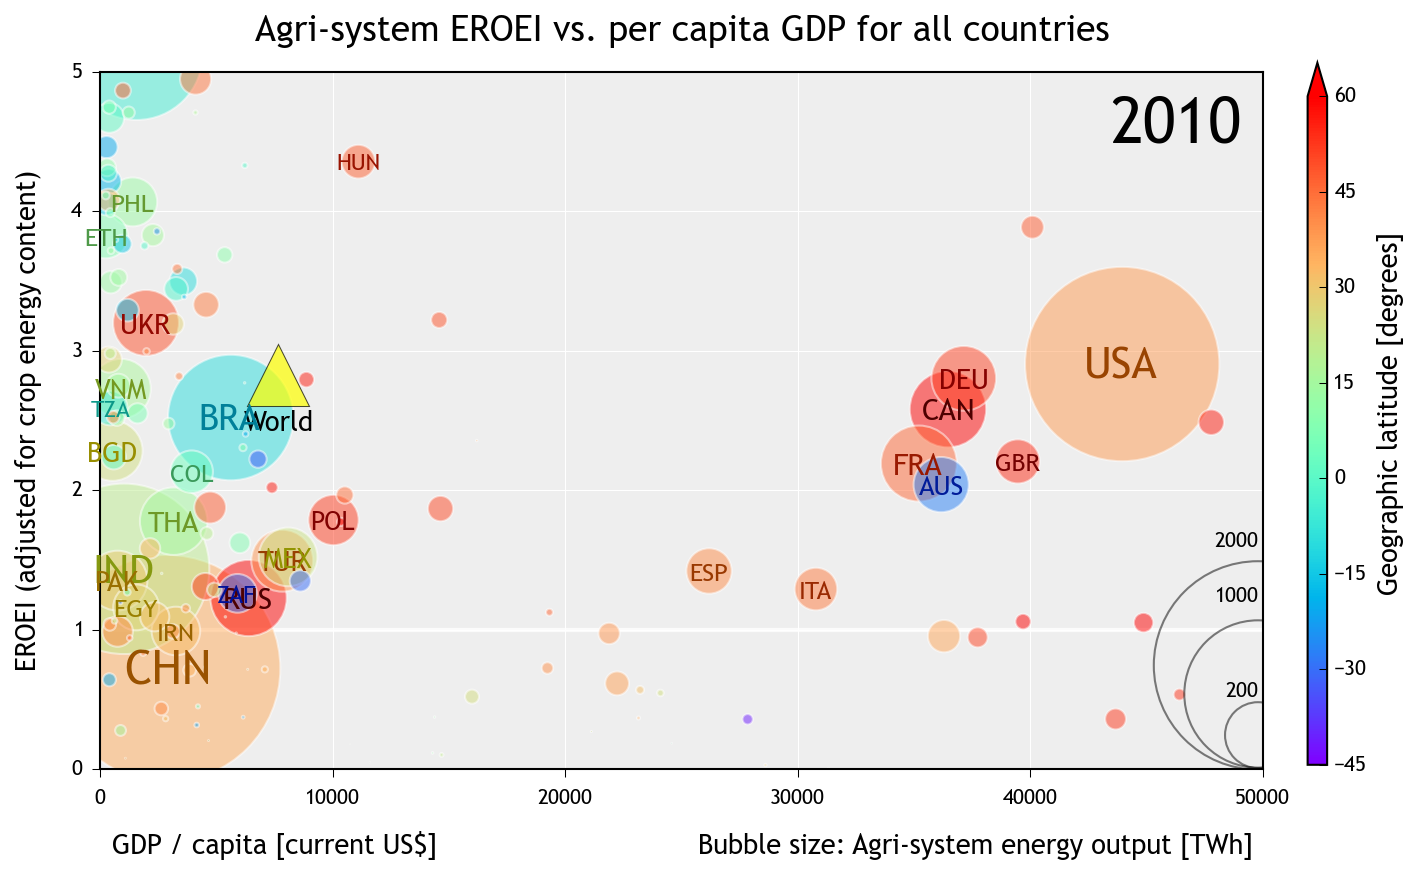 Agri-system EROEI vs. per capita GDP for all countries
2010
EROEI (adjusted for crop energy content)
5
4
3
2
1
0
HUN
PHL
ETH
UKR
VNM
TZA
BRA
World
BGD
COL
THA
POL
IND
PAK
TUR
MEX
ZAF
RUS
EGY
IRN
CHN
USA
DEU
CAN
FRA
GBR
AUS
ESP
ITA
2000
1000
200
0
10000
20000
30000
40000
50000
GDP / capita [current US$]
Bubble size: Agri-system energy output [TWh]
60
45
30
15
0
−15
−30
−45
Geographic latitude [degrees]